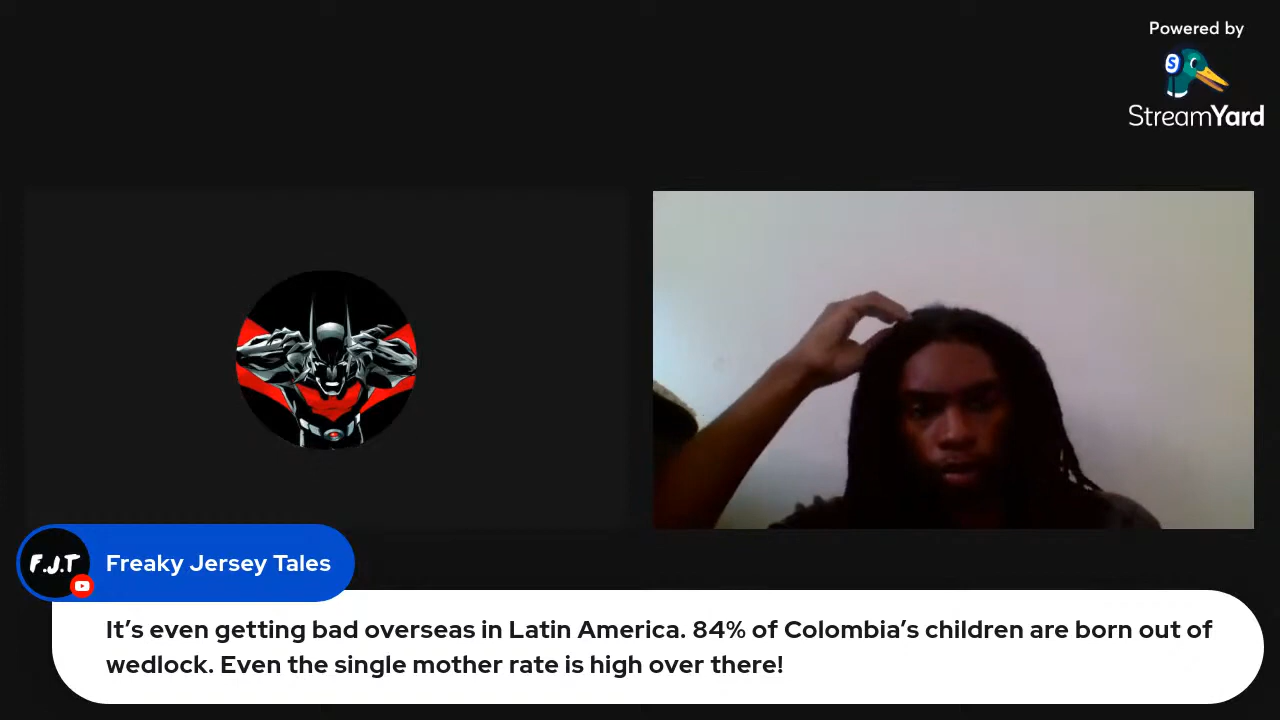 Powered by
S
StreamYard
F.J.T
Freaky Jersey Tales
It’s even getting bad overseas in Latin America. 84% of Colombia’s children are born out of
wedlock. Even the single mother rate is high over there!